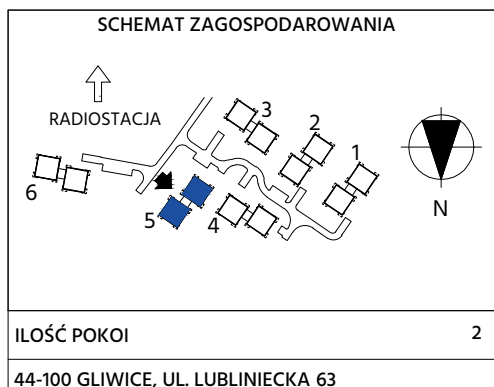 SCHEMAT ZAGOSPODAROWANIA
RADIOSTACJA
3
2
1
6
5
4
N
ILOŚĆ POKOI 2
44-100 GLIWICE, UL. LUBLINIECKA 63